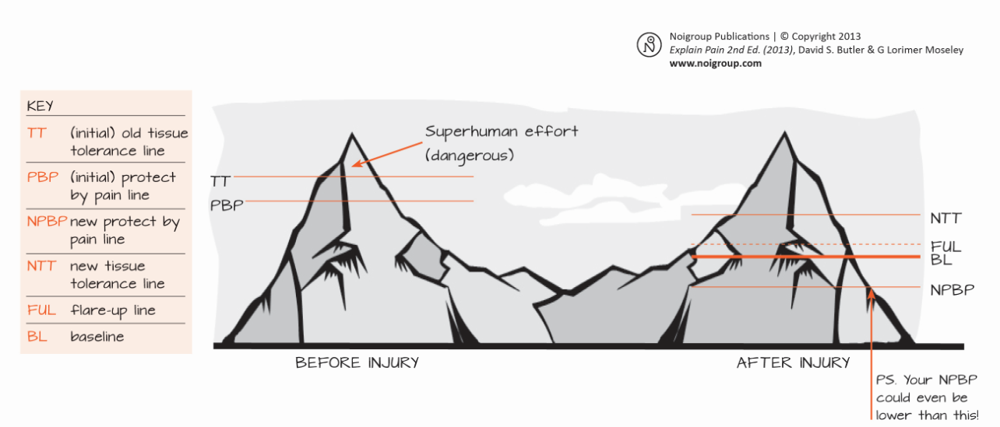 Noigroup Publications | © Copyright 2013
Explain Pain 2nd Ed. (2013), David S. Butler & G Lorimer Moseley
www.noigroup.com
KEY
TT (initial) old tissue
tolerance line
PBP (initial) protect
by pain line
NPBP new protect by
pain line
NTT new tissue
tolerance line
FUL flare-up line
BL baseline
Superhuman effort
(dangerous)
TT
PBP
NTT
FUL
BL
NPBP
BEFORE INJURY
AFTER INJURY
PS. Your NPBP
could even be
lower than this!